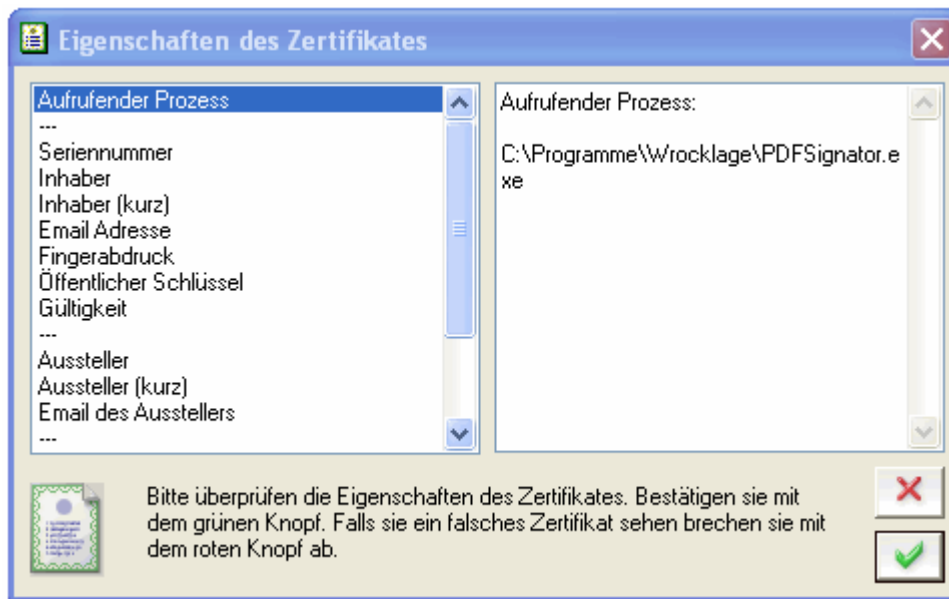 Eigenschaften des Zertifikates
Aufrufender Prozess
---
Seriennummer
Inhaber
Inhaber (kurz)
Email Adresse
Fingerabdruck
Öffentlicher Schlüssel
Gültigkeit
---
Aussteller
Aussteller (kurz)
Email des Ausstellers
---
Aufrufender Prozess:
C:\Programme\Wrocklage\PDFSignator.e
xe
Bitte überprüfen die Eigenschaften des Zertifikates. Bestätigen sie mit
dem grünen Knopf. Falls sie ein falsches Zertifikat sehen brechen sie mit
dem roten Knopf ab.